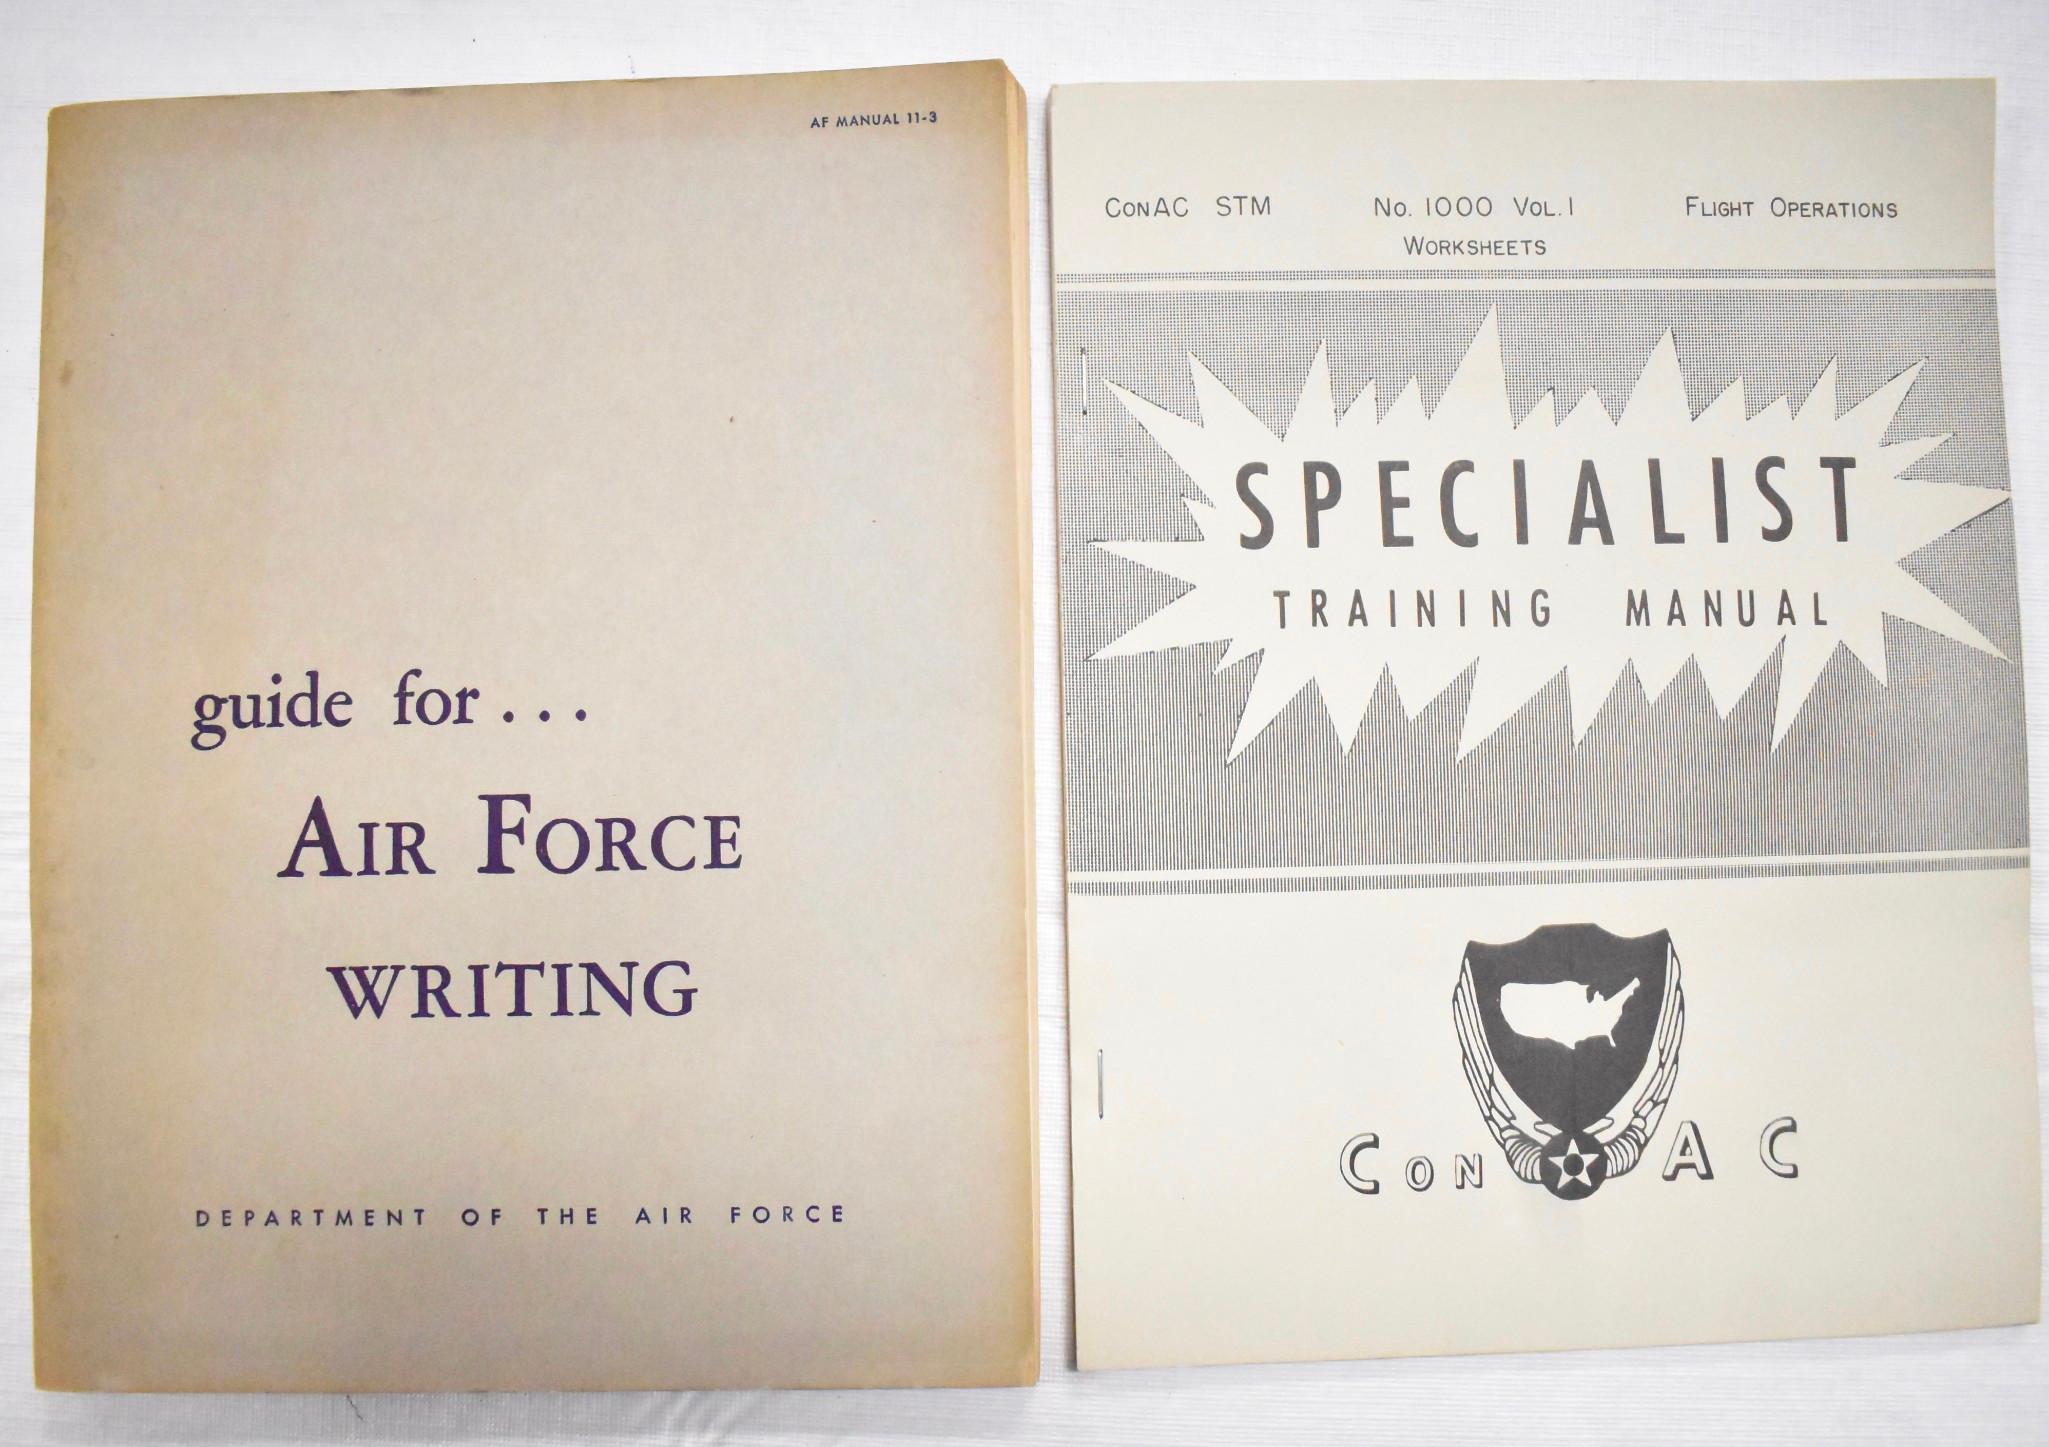 AF MANUAL 11-3
guide for...
AIR FORCE
WRITING
DEPARTMENT OF THE AIR FORCE
CONAC STM No. 1000 VOL. 1 FLIGHT OPERATIONS
WORKSHEETS
SPECIALIST
TRAINING MANUAL
CON AC